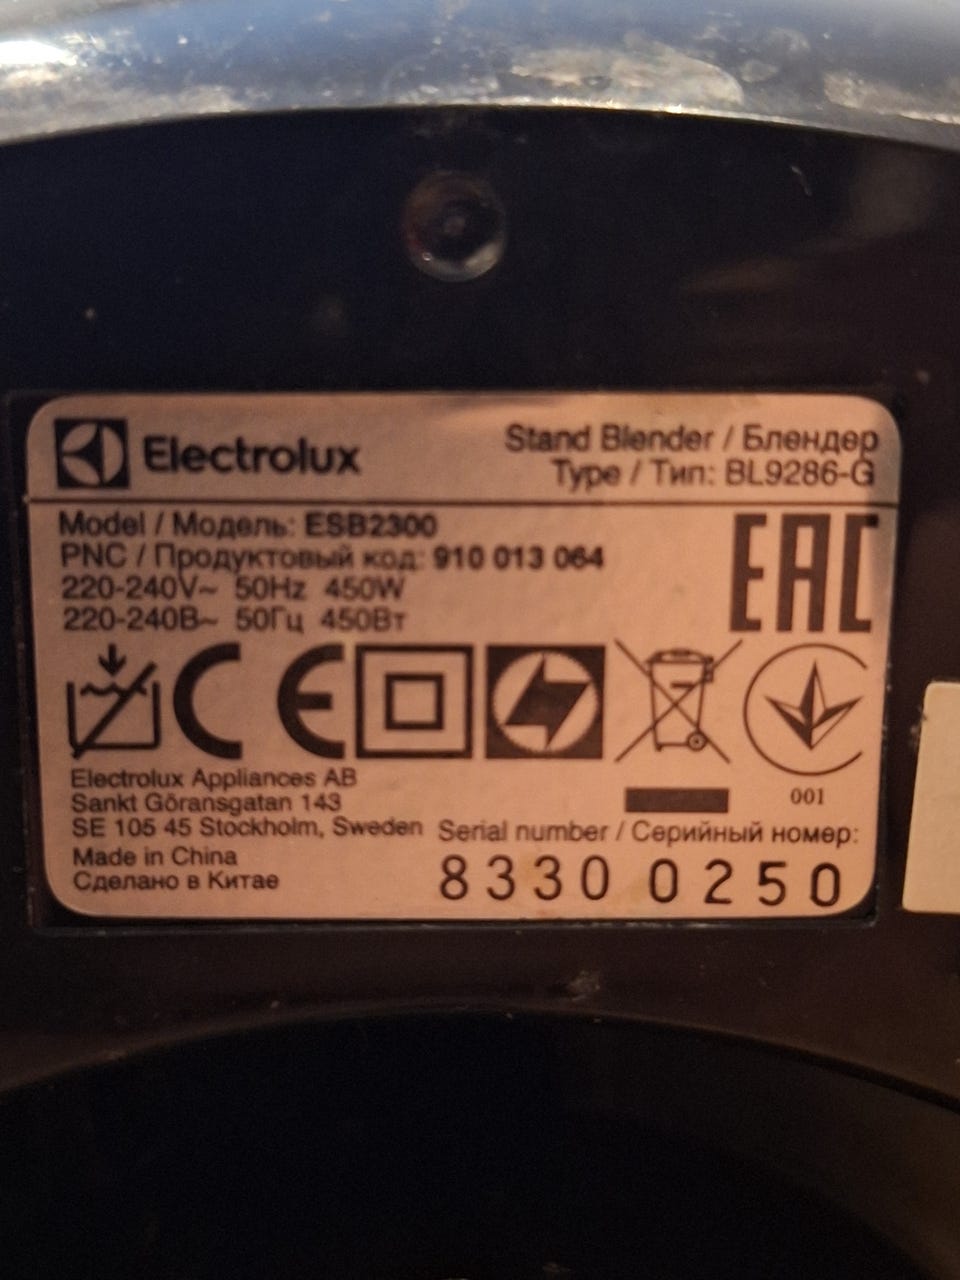 Electrolux
Stand Blender / Блендер
Type / Тип: BL9286-G
Model / Модель: ESB2300
PNC / Продуктовый код: 910 013 064
220-240V~ 50Hz 450W
220-240В~ 50Гц 450Вт
EAC
CE
001
Electrolux Appliances AB
Sankt Göransgatan 143
SE 105 45 Stockholm, Sweden
Made in China
Сделано в Китае
Serial number / Серийный номер:
8330 0250